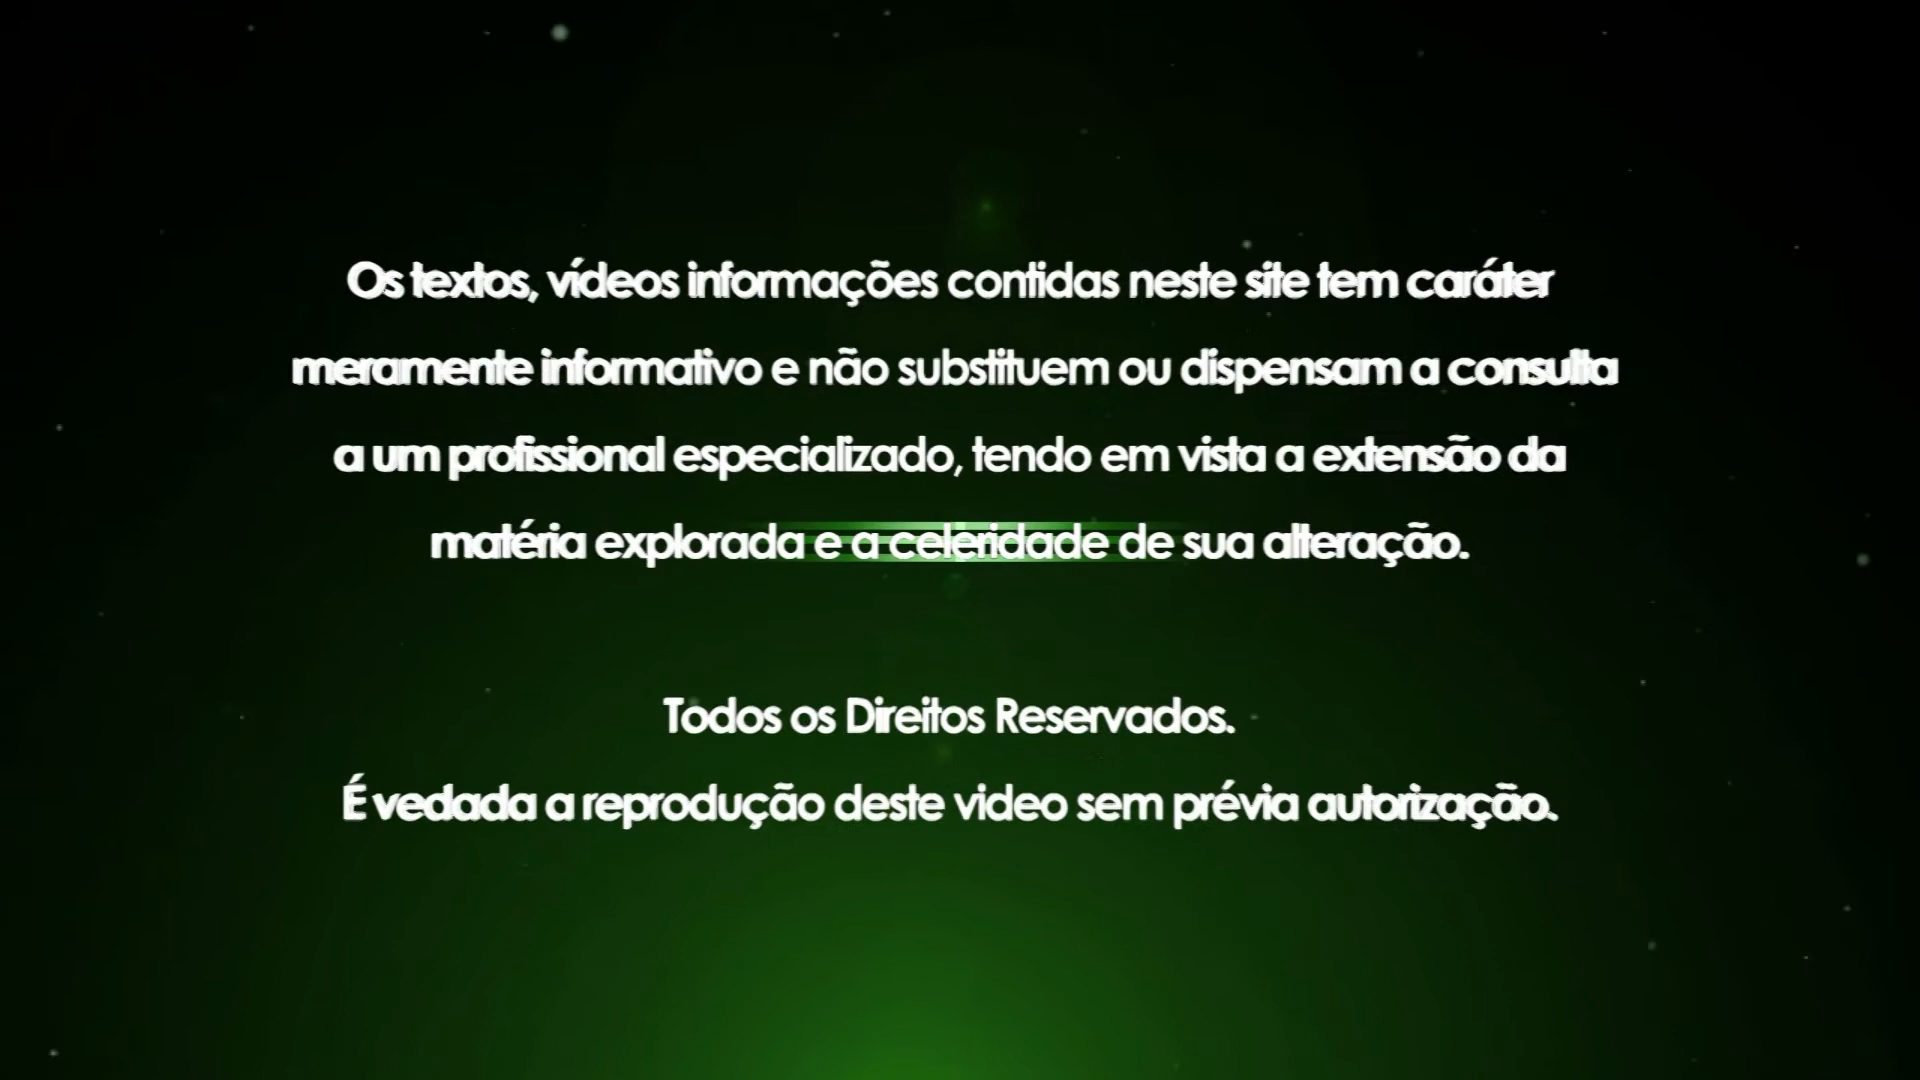 Os textos, vídeos informações contidas neste site tem caráter
meramente informativo e não substituem ou dispensam a consulta
a um profissional especializado, tendo em vista a extensão da
matéria explorada e a celeridade de sua alteração.
Todos os Direitos Reservados.
É vedada a reprodução deste video sem prévia autorização.